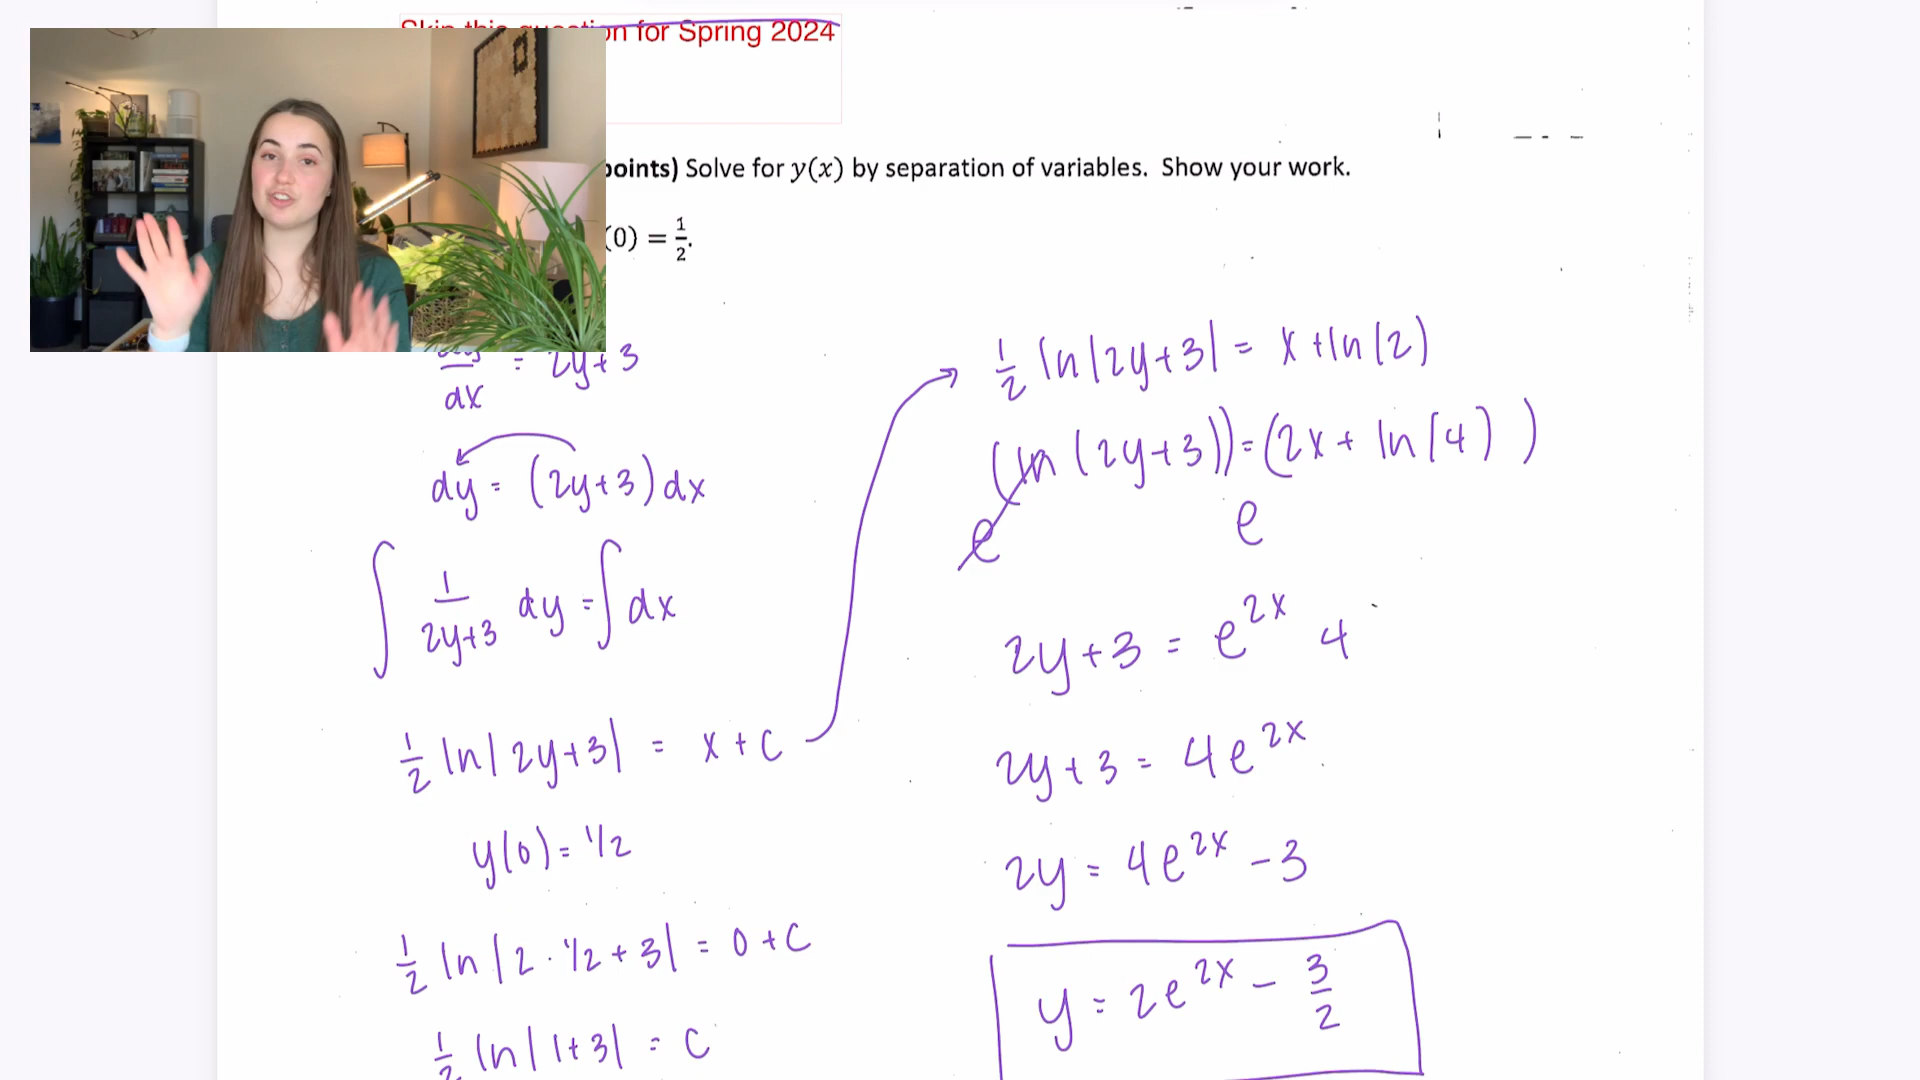 Skip this question for Spring 2024
points) Solve for y(x) by separation of variables. Show your work.
(0) = 1/2.
dy/dx = 2y+3
dy = (2y+3)dx
∫ 1/(2y+3) dy = ∫ dx
1/2 ln|2y+3| = x + c
y(0) = 1/2
1/2 ln|2·1/2+3| = 0 + c
1/2 ln|1+3| = c
1/2 ln|2y+3| = x + ln(2)
(ln(2y+3)) = (2x + ln(4))
e e
2y+3 = e^2x 4
2y+3 = 4e^2x
2y = 4e^2x - 3
y = 2e^2x - 3/2